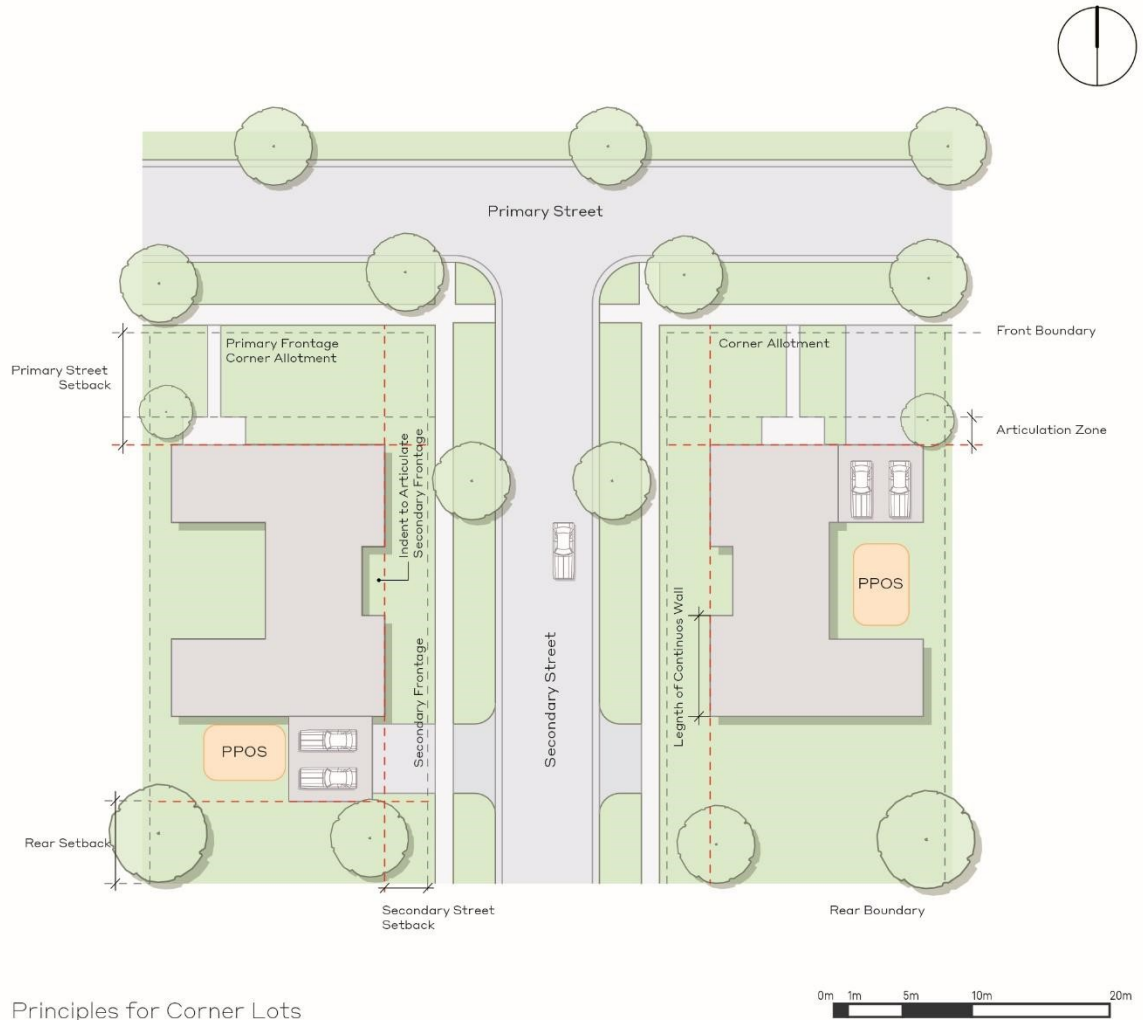 Primary Street
Primary Frontage
Corner Allotment
Corner Allotment
Front Boundary
Primary Street
Setback
Articulation Zone
Indent to Articulate
Secondary Frontage
PPOS
Legnth of Continuos Wall
Secondary Frontage
Secondary Street
PPOS
Rear Setback
Secondary Street
Setback
Rear Boundary
Principles for Corner Lots
0m 1m 5m 10m 20m